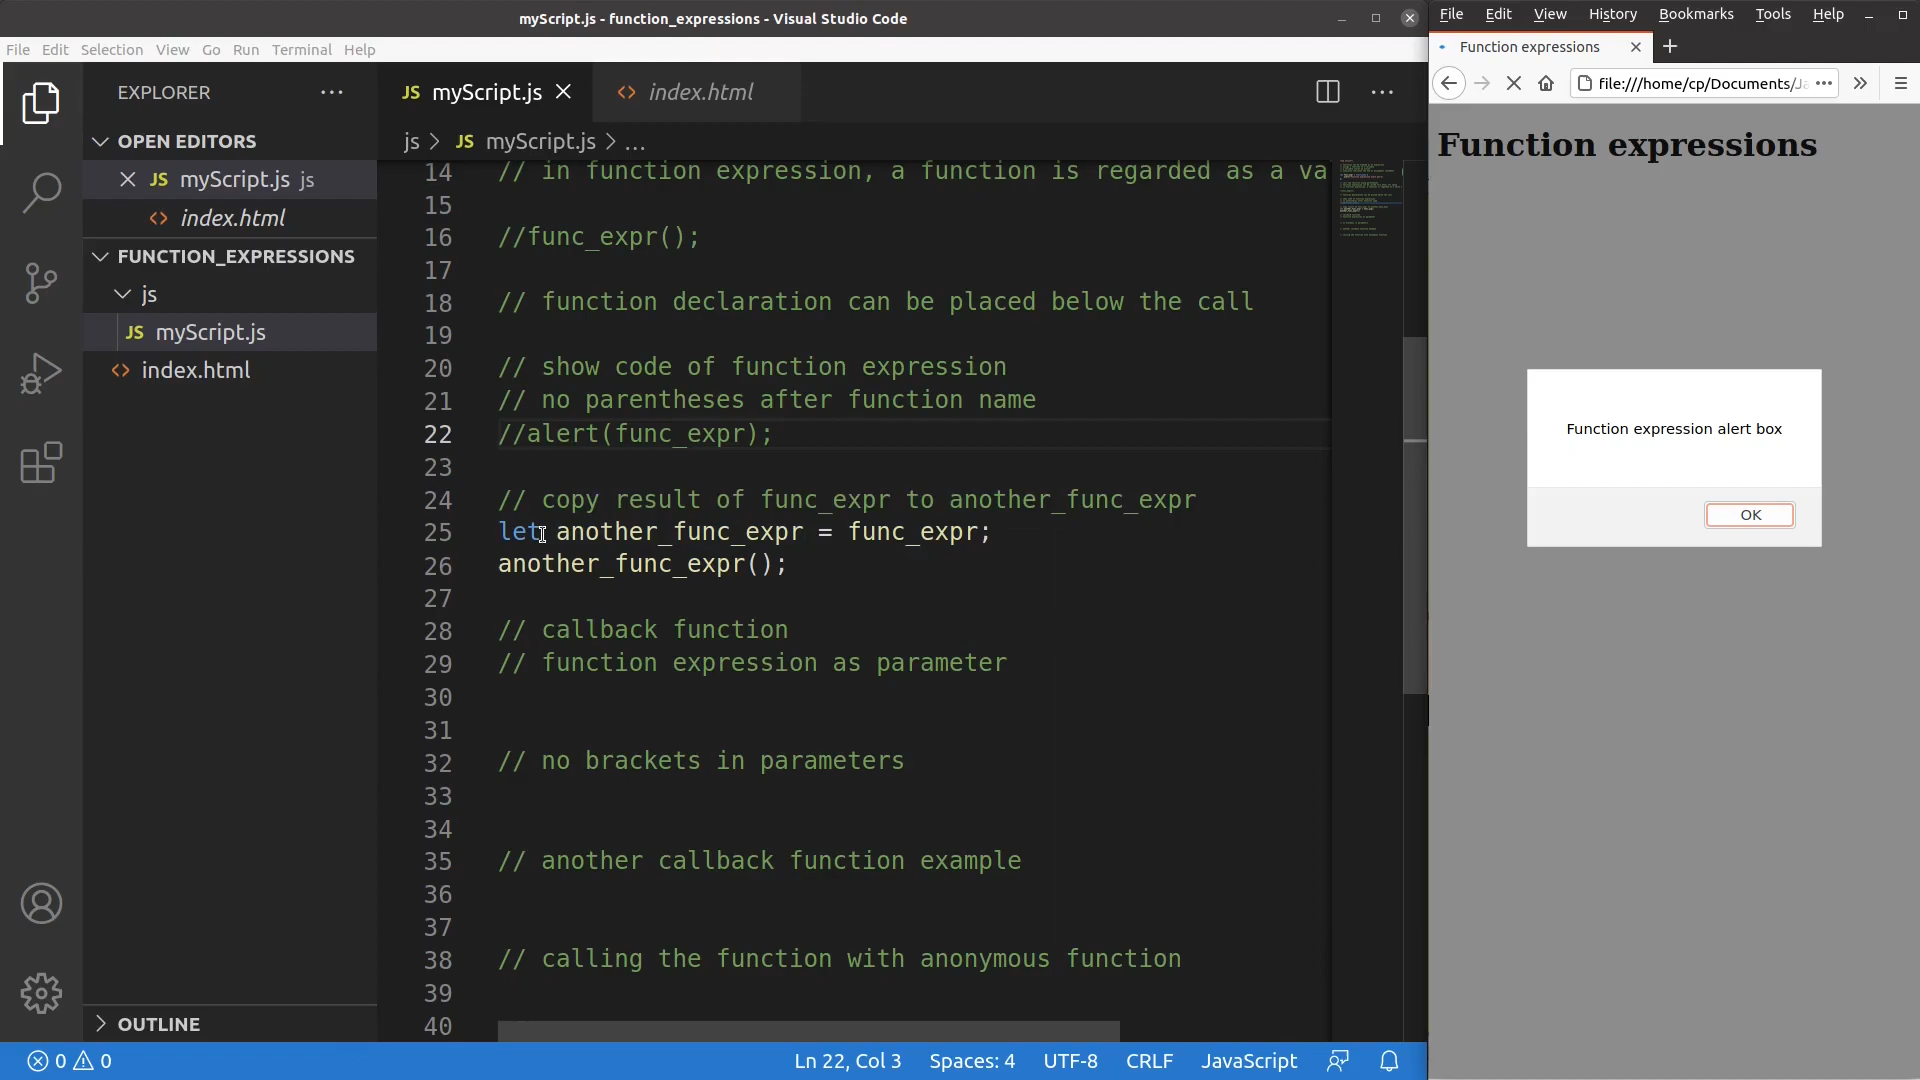 myScript.js - function_expressions - Visual Studio Code
File Edit Selection View Go Run Terminal Help
EXPLORER
OPEN EDITORS
myScript.js js
index.html
FUNCTION_EXPRESSIONS
js
JS myScript.js
index.html
OUTLINE
JS myScript.js
index.html
js > JS myScript.js > ...
14 // in function expression, a function is regarded as a va
15
16 //func_expr();
17
18 // function declaration can be placed below the call
19
20 // show code of function expression
21 // no parentheses after function name
22 //alert(func_expr);
23
24 // copy result of func_expr to another_func_expr
25 let another_func_expr = func_expr;
26 another_func_expr();
27
28 // callback function
29 // function expression as parameter
30
31
32 // no brackets in parameters
33
34
35 // another callback function example
36
37
38 // calling the function with anonymous function
39
40
0 0
Ln 22, Col 3 Spaces: 4 UTF-8 CRLF JavaScript
File Edit View History Bookmarks Tools Help
Function expressions
file:///home/cp/Documents/Ja
Function expressions
Function expression alert box
OK